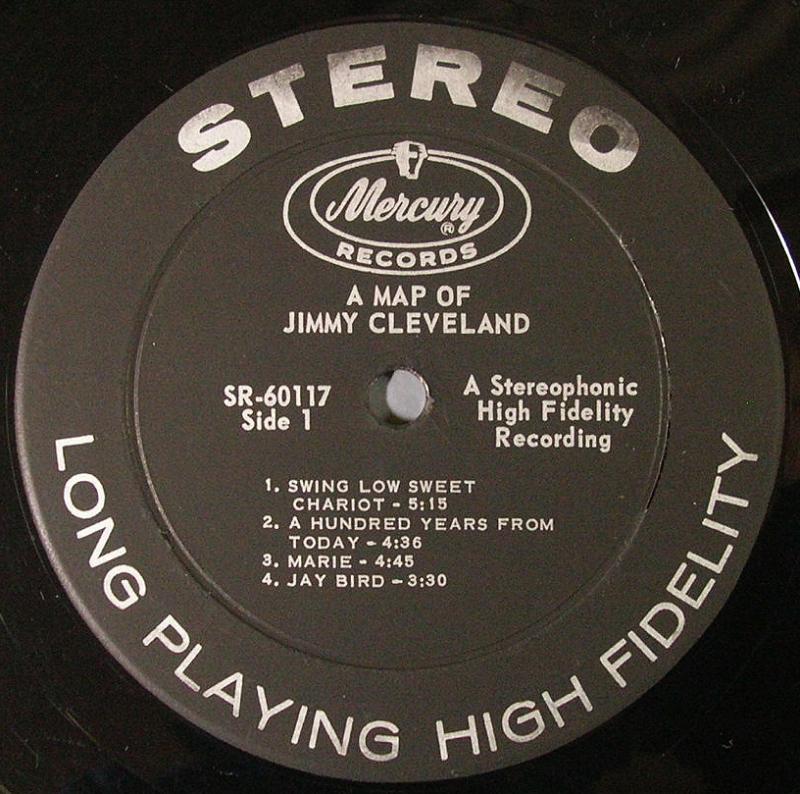 STEREO
Mercury
®
RECORDS
A MAP OF
JIMMY CLEVELAND
SR-60117
Side 1
A Stereophonic
High Fidelity
Recording
1. SWING LOW SWEET
CHARIOT - 5:15
2. A HUNDRED YEARS FROM
TODAY - 4:36
3. MARIE - 4:45
4. JAY BIRD - 3:30
LONG PLAYING HIGH FIDELITY